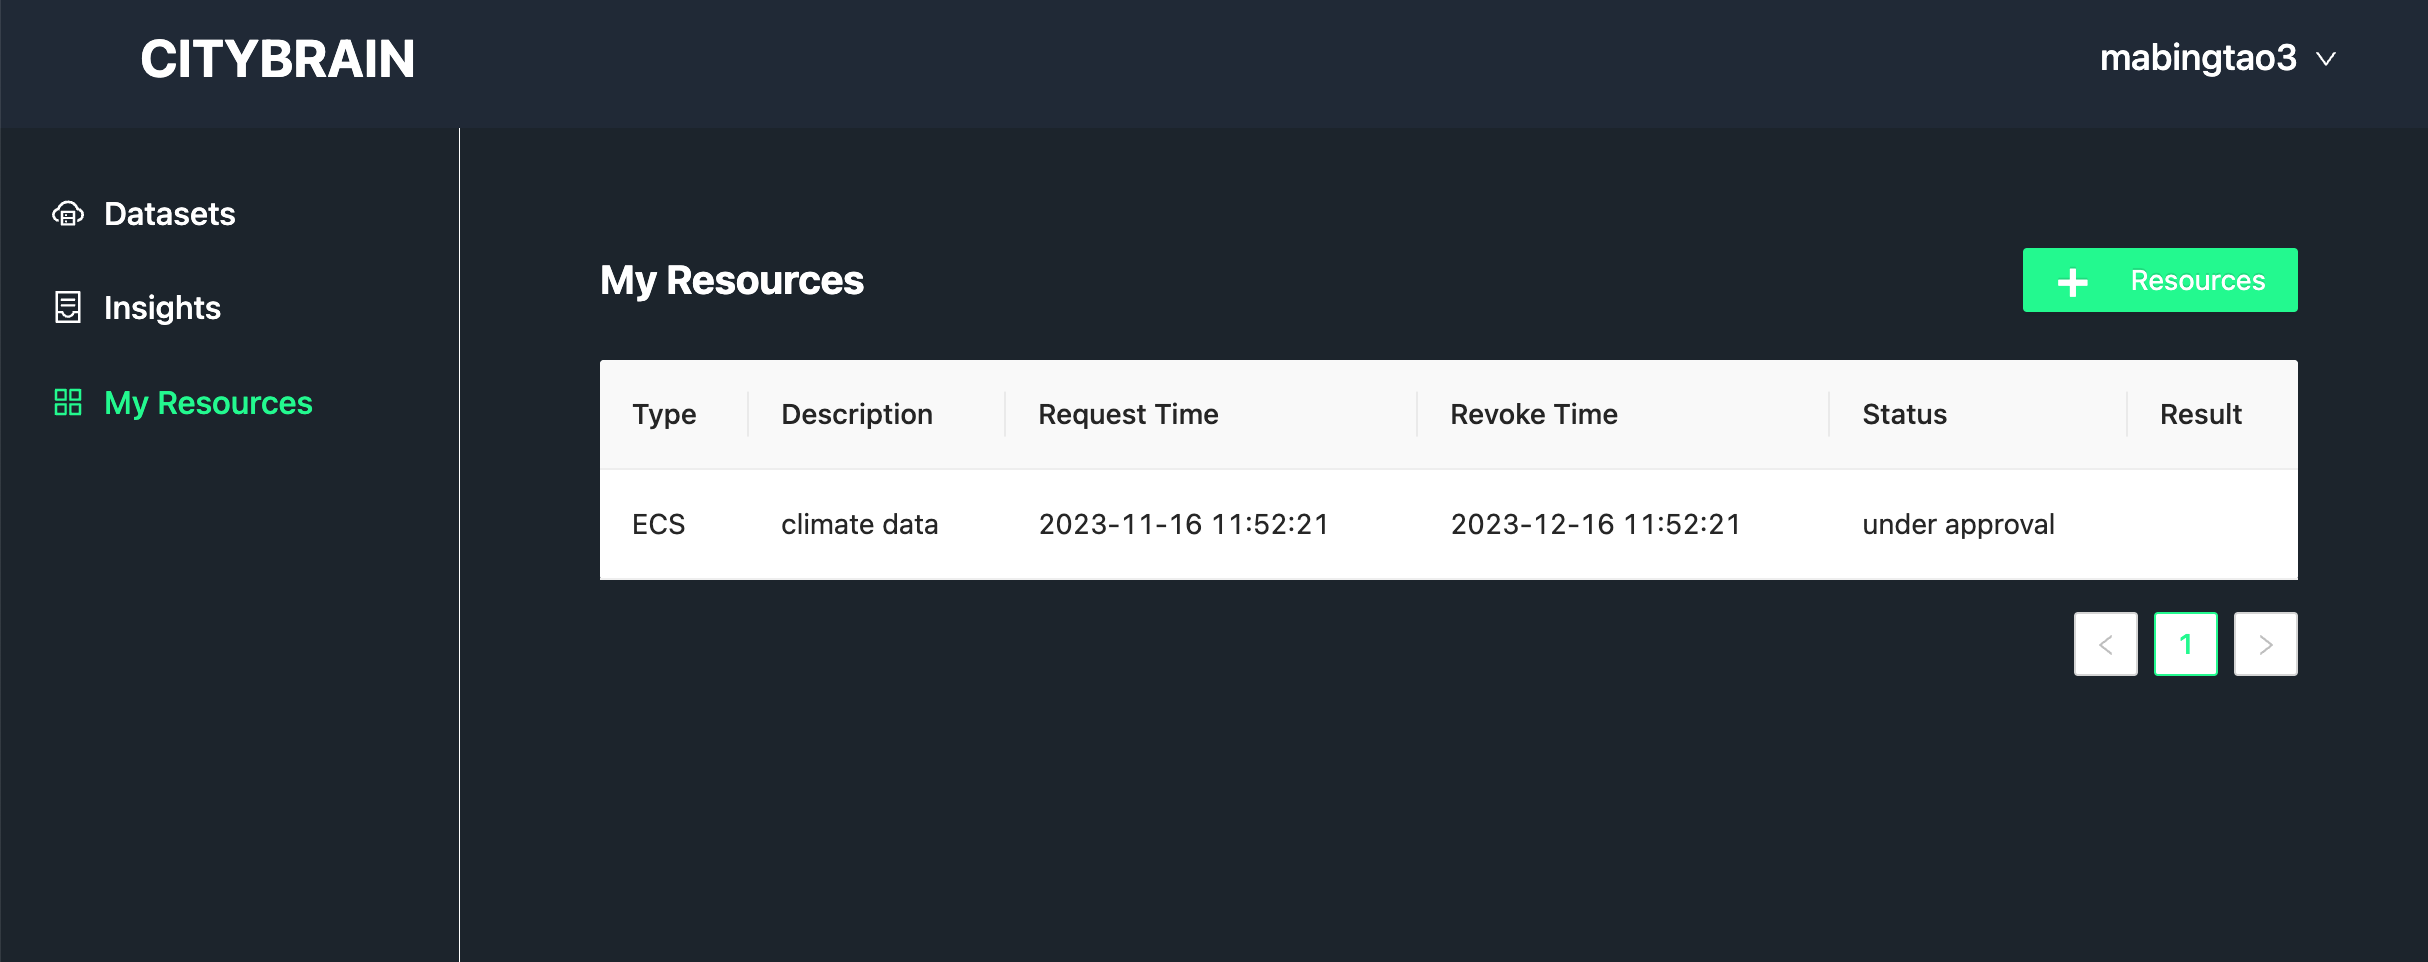 CITYBRAIN
mabingtao3
Datasets
Insights
My Resources
My Resources
+ Resources
Type Description Request Time Revoke Time Status Result
ECS climate data 2023-11-16 11:52:21 2023-12-16 11:52:21 under approval
< 1 >